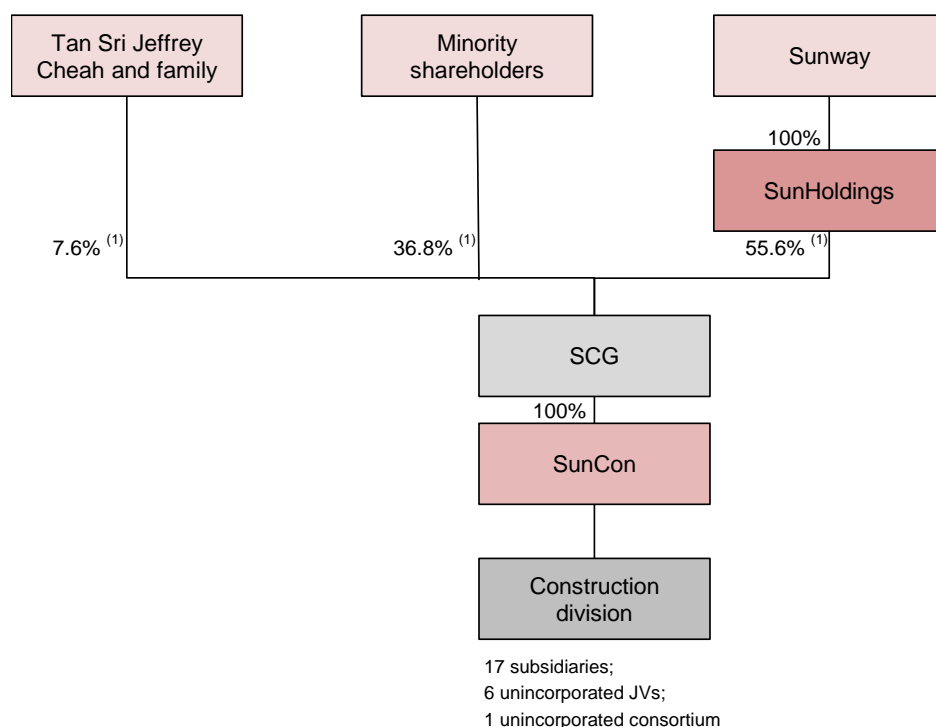 Tan Sri Jeffrey
Cheah and family
Minority
shareholders
Sunway
100%
SunHoldings
7.6% (1)
36.8% (1)
55.6% (1)
SCG
100%
SunCon
Construction
division
17 subsidiaries;
6 unincorporated JVs;
1 unincorporated consortium